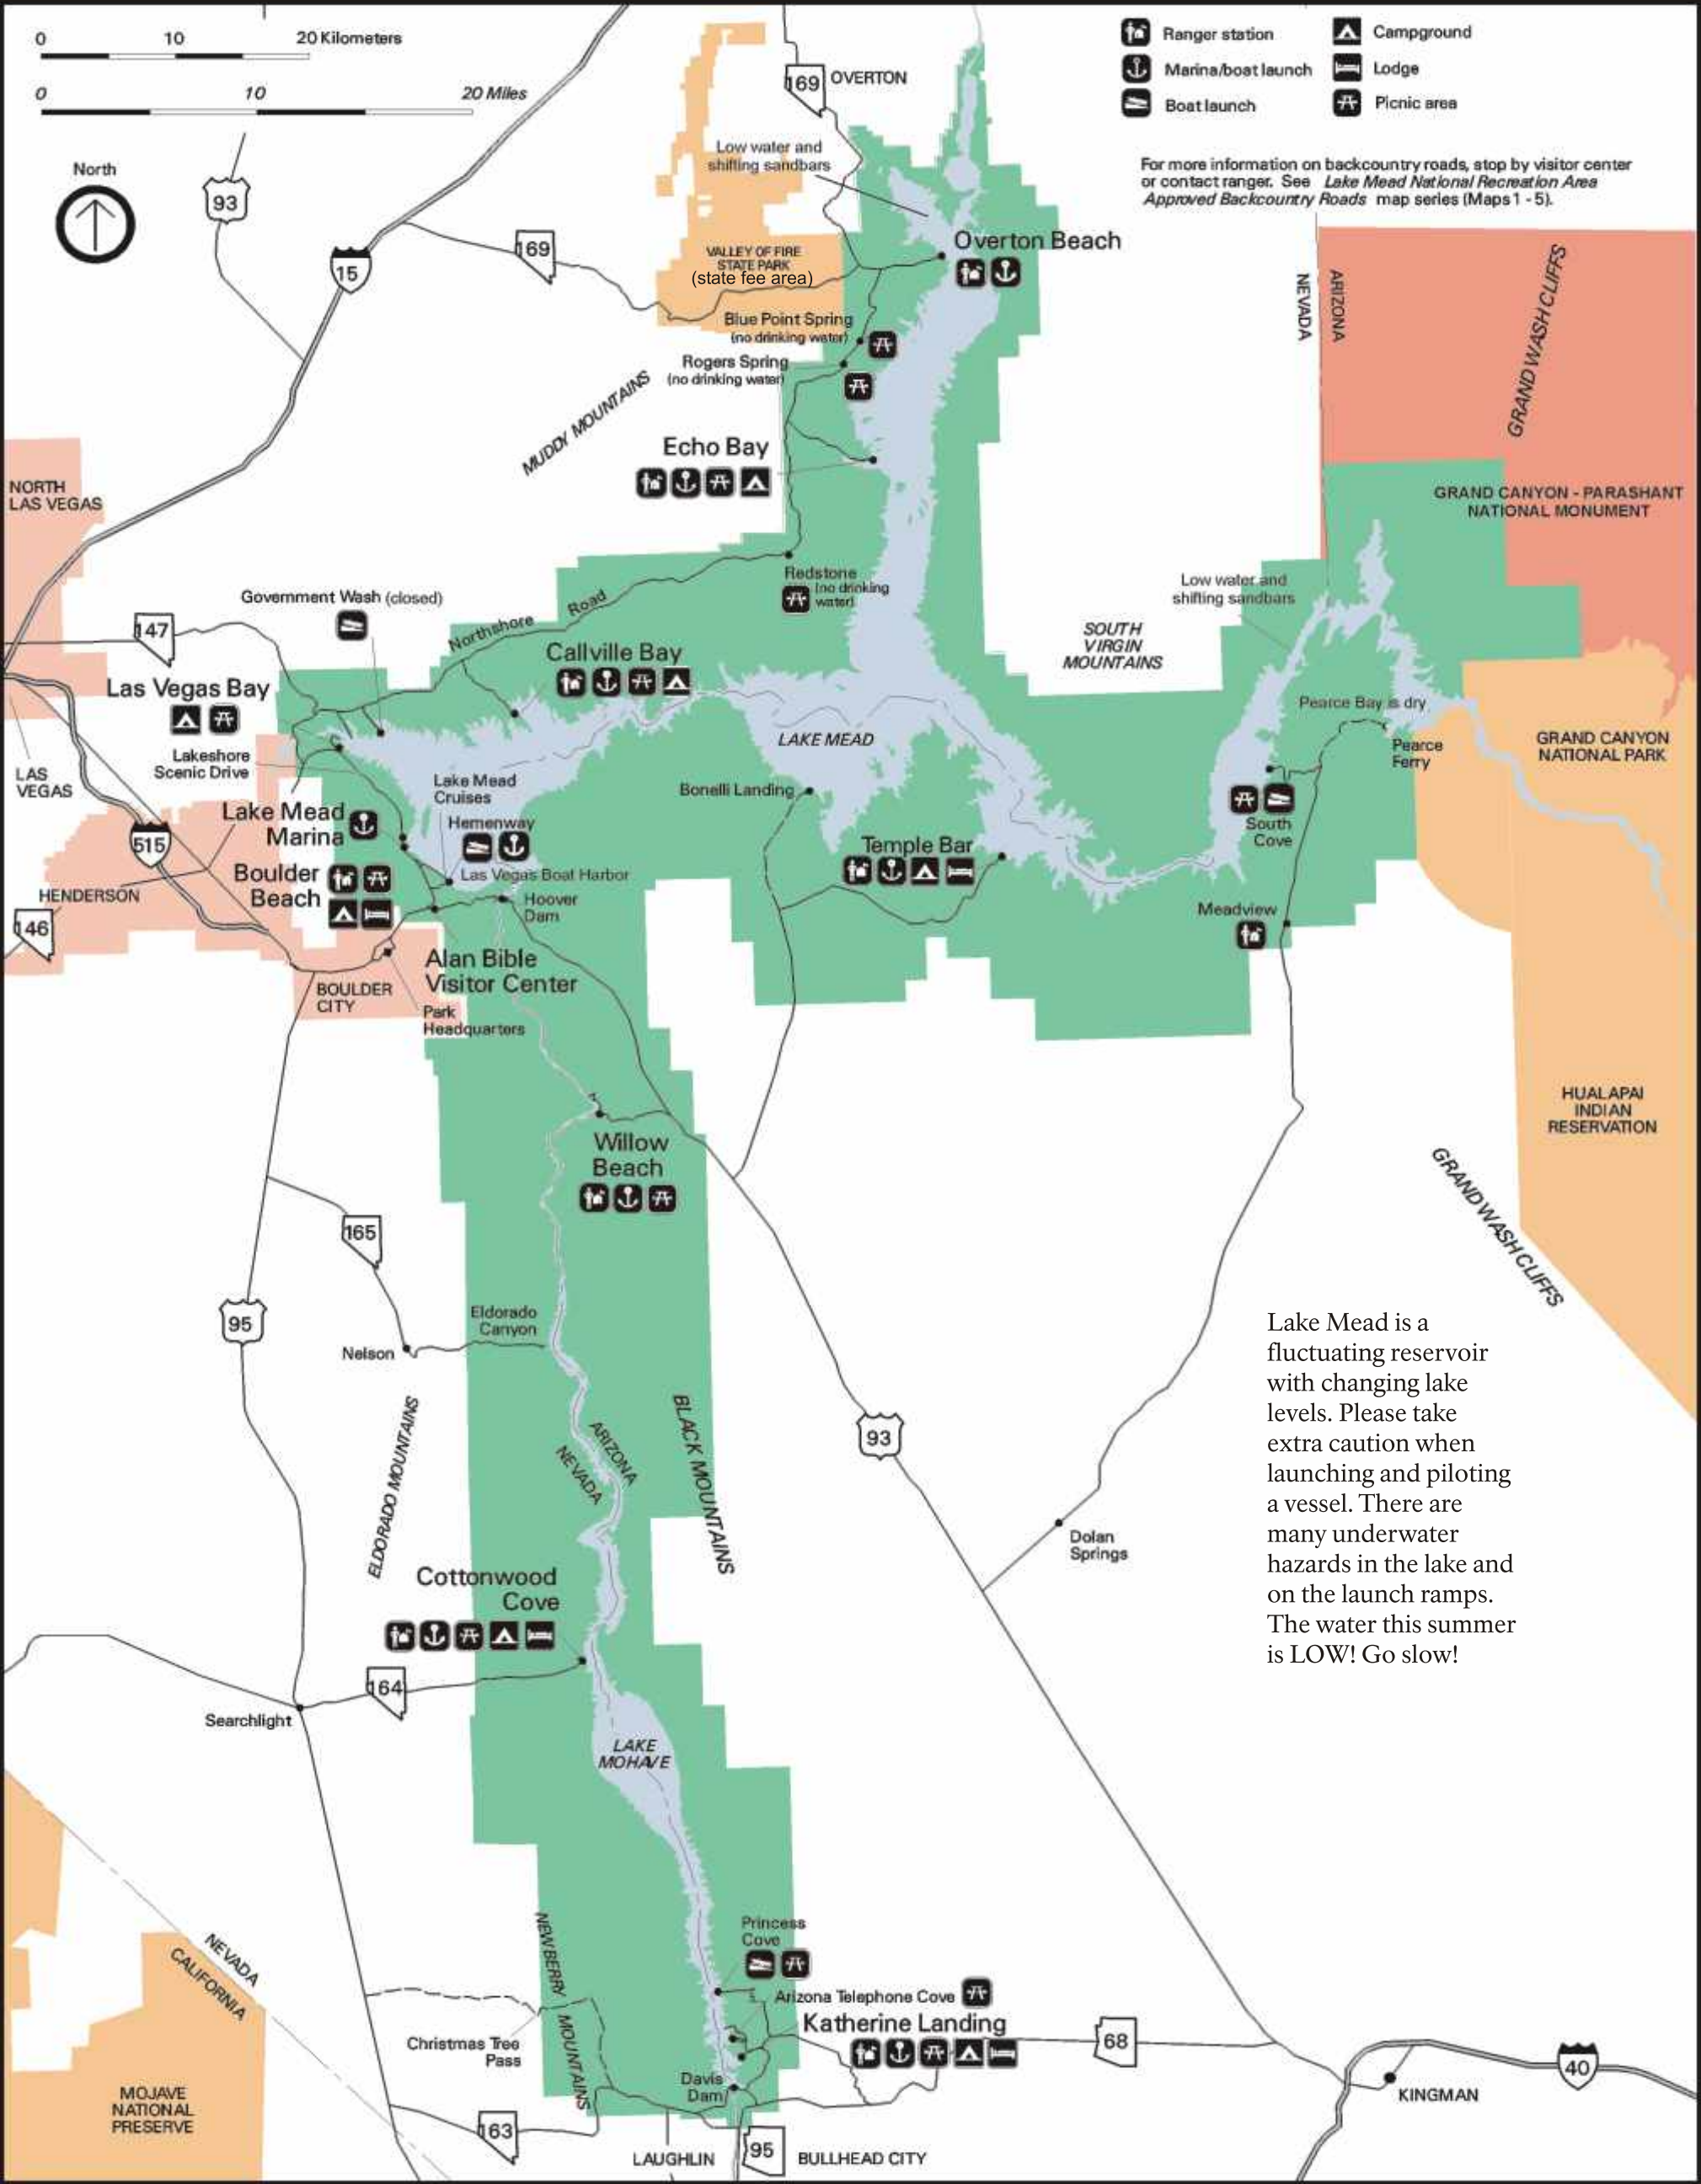 0 10 20 Kilometers
0 10 20 Miles
North
93
15
169
169
OVERTON
Ranger station
Campground
Marina/boat launch
Lodge
Boat launch
Picnic area
For more information on backcountry roads, stop by visitor center
or contact ranger. See Lake Mead National Recreation Area
Approved Backcountry Roads map series (Maps 1 - 5).
Low water and
shifting sandbars
VALLEY OF FIRE
STATE PARK
(state fee area)
Overton Beach
Blue Point Spring
(no drinking water)
Rogers Spring
(no drinking water)
MUDDY MOUNTAINS
Echo Bay
NEVADA
ARIZONA
GRAND WASH CLIFFS
GRAND CANYON - PARASHANT
NATIONAL MONUMENT
NORTH
LAS VEGAS
Redstone
(no drinking
water)
Government Wash (closed)
Northshore Road
147
Callville Bay
Las Vegas Bay
Lakeshore
Scenic Drive
LAS
VEGAS
Low water and
shifting sandbars
SOUTH
VIRGIN
MOUNTAINS
Pearce Bay is dry
Pearce
Ferry
GRAND CANYON
NATIONAL PARK
LAKE MEAD
Lake Mead
Cruises
Bonelli Landing
Lake Mead
Marina
Hemenway
515
Boulder
Beach
Las Vegas Boat Harbor
Temple Bar
South
Cove
HENDERSON
146
Hoover
Dam
Meadview
Alan Bible
Visitor Center
BOULDER
CITY
Park
Headquarters
HUALAPAI
INDIAN
RESERVATION
Willow
Beach
GRAND WASH CLIFFS
165
95
Eldorado
Canyon
Nelson
ELDORADO MOUNTAINS
ARIZONA
NEVADA
BLACK MOUNTAINS
93
Lake Mead is a
fluctuating reservoir
with changing lake
levels. Please take
extra caution when
launching and piloting
a vessel. There are
many underwater
hazards in the lake and
on the launch ramps.
The water this summer
is LOW! Go slow!
Dolan
Springs
Cottonwood
Cove
164
Searchlight
LAKE
MOHAVE
NEVADA
CALIFORNIA
NEWBERRY MOUNTAINS
Princess
Cove
Arizona Telephone Cove
Katherine Landing
68
Christmas Tree
Pass
Davis
Dam
40
KINGMAN
MOJAVE
NATIONAL
PRESERVE
163
LAUGHLIN
95
BULLHEAD CITY